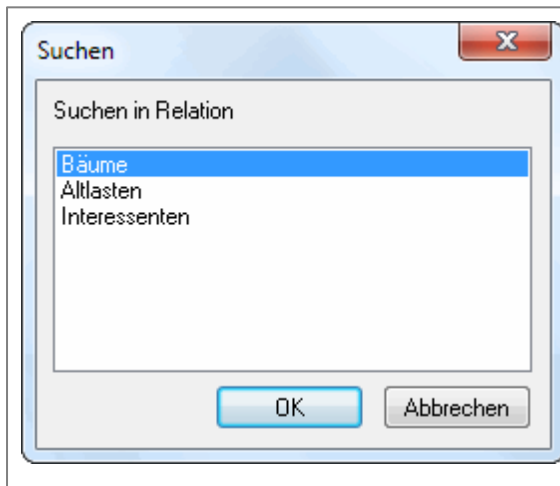 Suchen
Suchen in Relation
Bäume
Altlasten
Interessenten
OK
Abbrechen